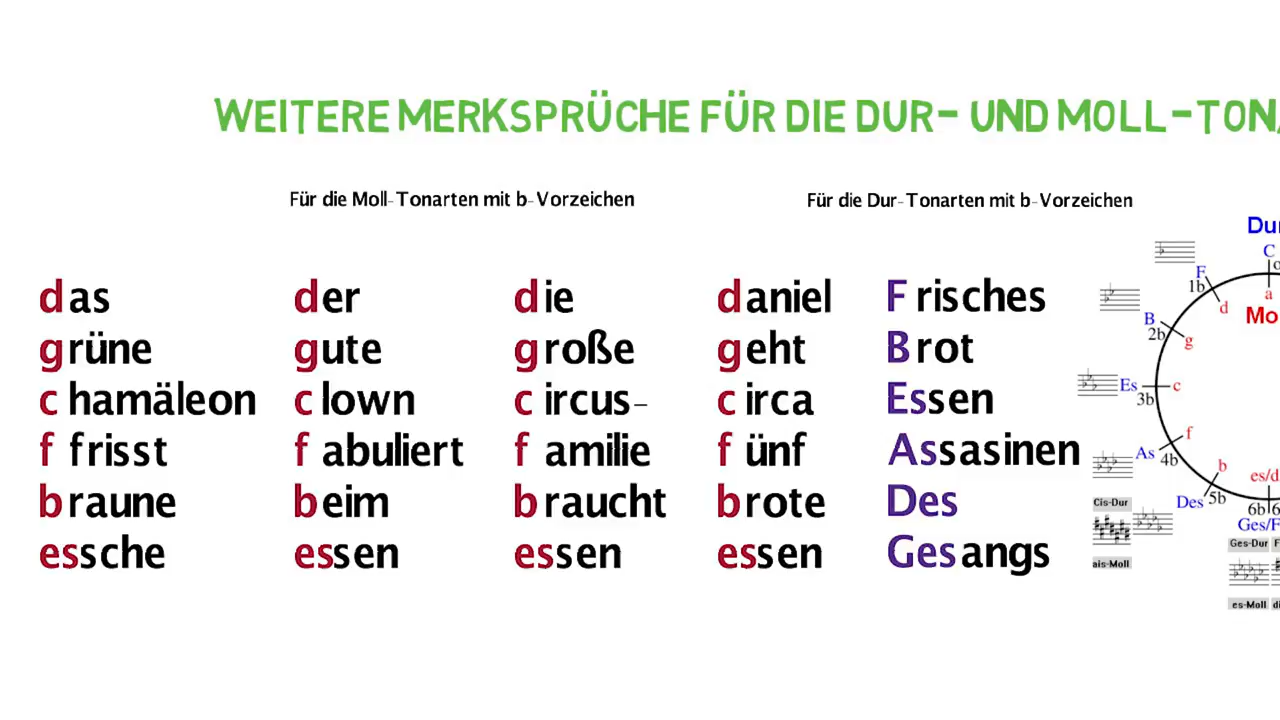 WEITERE MERKSPRÜCHE FÜR DIE DUR- UND MOLL-TON
Für die Moll-Tonarten mit b-Vorzeichen
Für die Dur-Tonarten mit b-Vorzeichen
das der die daniel Frisches
grüne gute große geht Brot
chamäleon clown circus- circa Essen
frisst fabuliert familie fünf Assasinen
braune beim braucht brote Des
essche essen essen essen Gesangs
Dur
C
a
Mo
F
1b
d
B
2b
g
Es
3b
c
As
4b
f
Des
5b
b
es/d
6b 6
Ges/F
Cis-Dur
ais-Moll
Ges-Dur F
es-Moll di